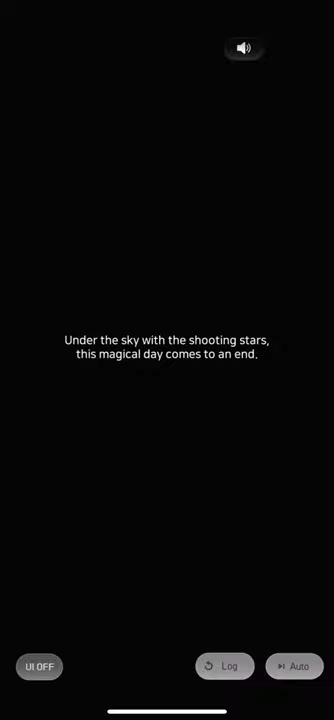 Under the sky with the shooting stars,
this magical day comes to an end.
UI OFF
Log
Auto